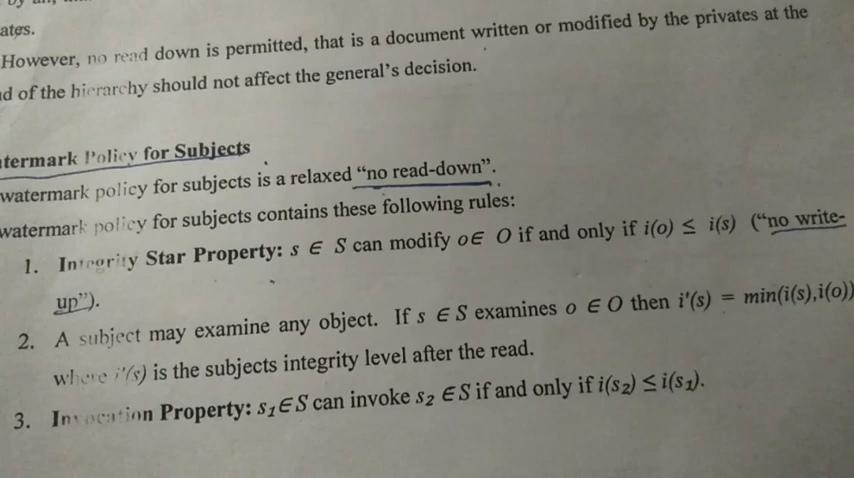 ates.
However, no read down is permitted, that is a document written or modified by the privates at the
d of the hierarchy should not affect the general's decision.
termark Policy for Subjects
watermark policy for subjects is a relaxed “no read-down”.
watermark policy for subjects contains these following rules:
1. Integrity Star Property: s ∈ S can modify o∈ O if and only if i(o) ≤ i(s) (“no write-
up”).
2. A subject may examine any object. If s ∈ S examines o ∈ O then i'(s) = min(i(s),i(o))
where i'(s) is the subjects integrity level after the read.
3. Invocation Property: s₁∈S can invoke s₂ ∈S if and only if i(s₂) ≤ i(s₁).